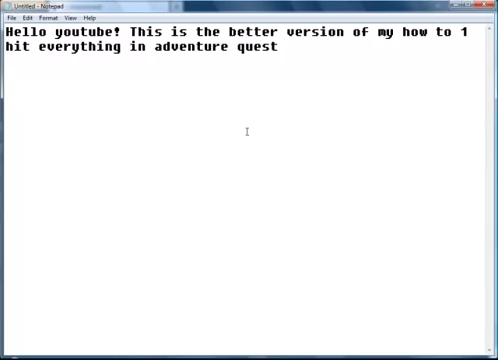 Untitled - Notepad
File Edit Format View Help
Hello youtube! This is the better version of my how to 1
hit everything in adventure quest